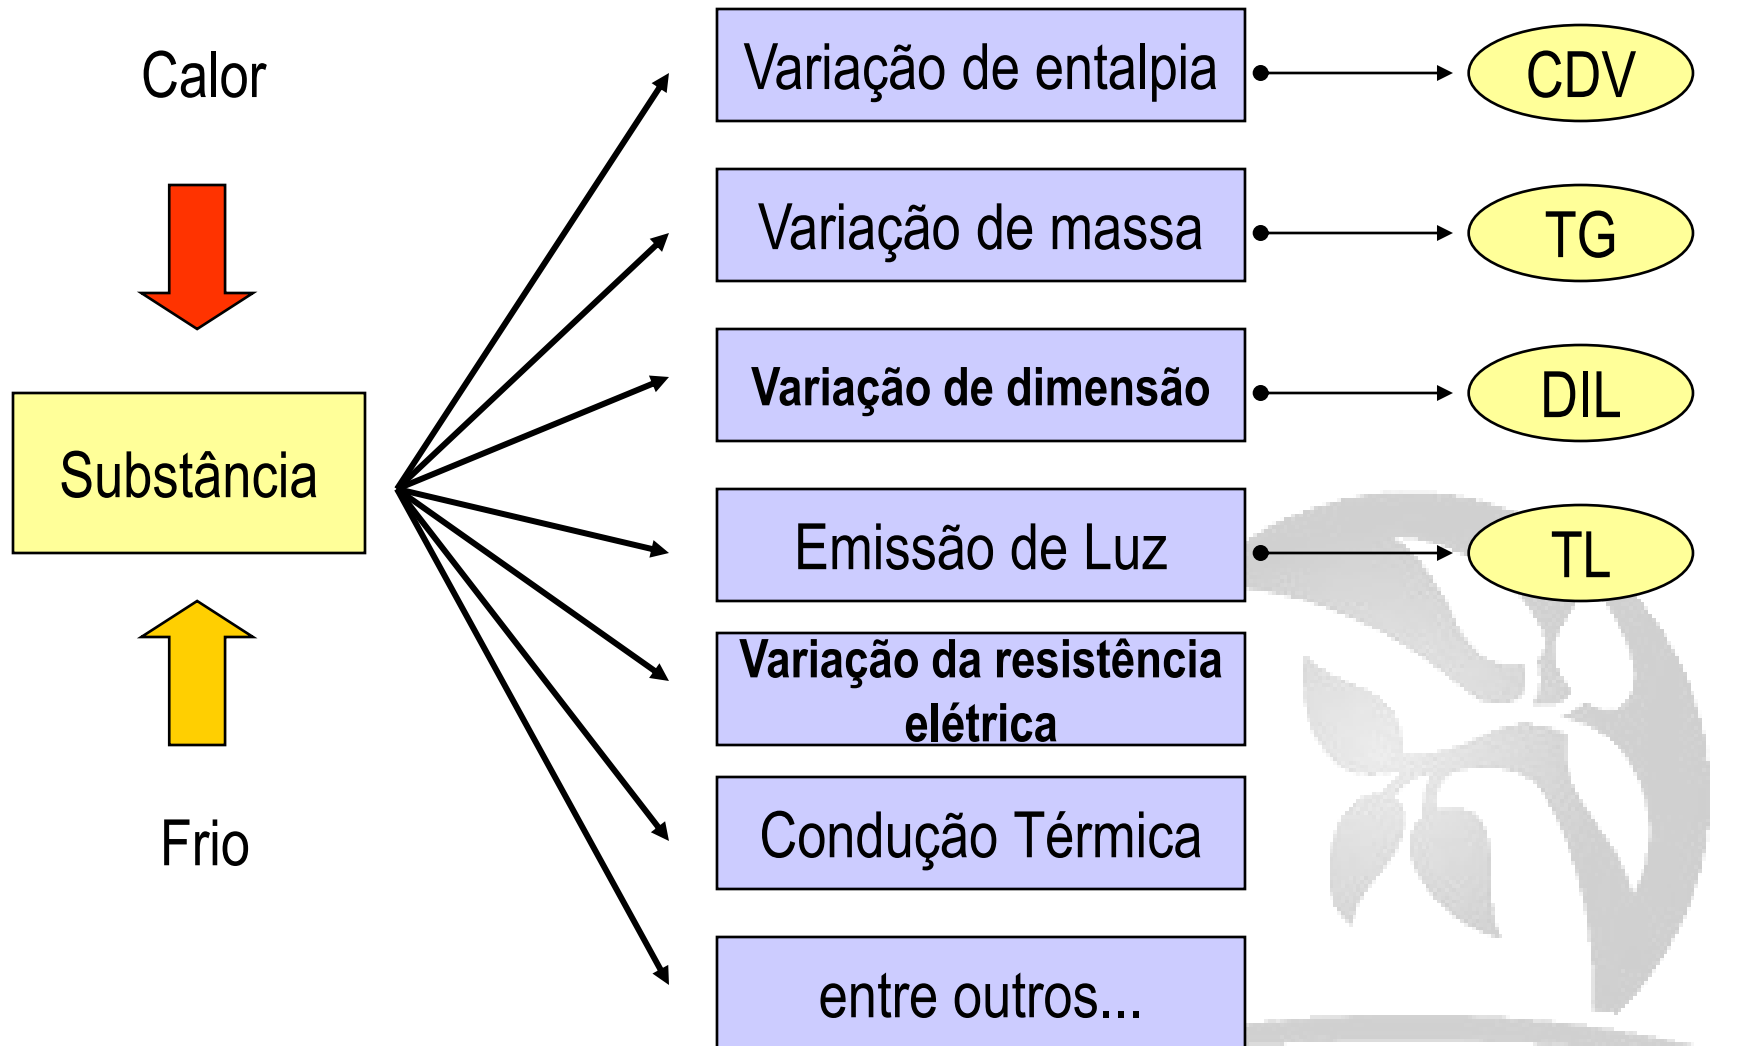 Calor
Substância
Frio
Variação de entalpia
CDV
Variação de massa
TG
Variação de dimensão
DIL
Emissão de Luz
TL
Variação da resistência
elétrica
Condução Térmica
entre outros...